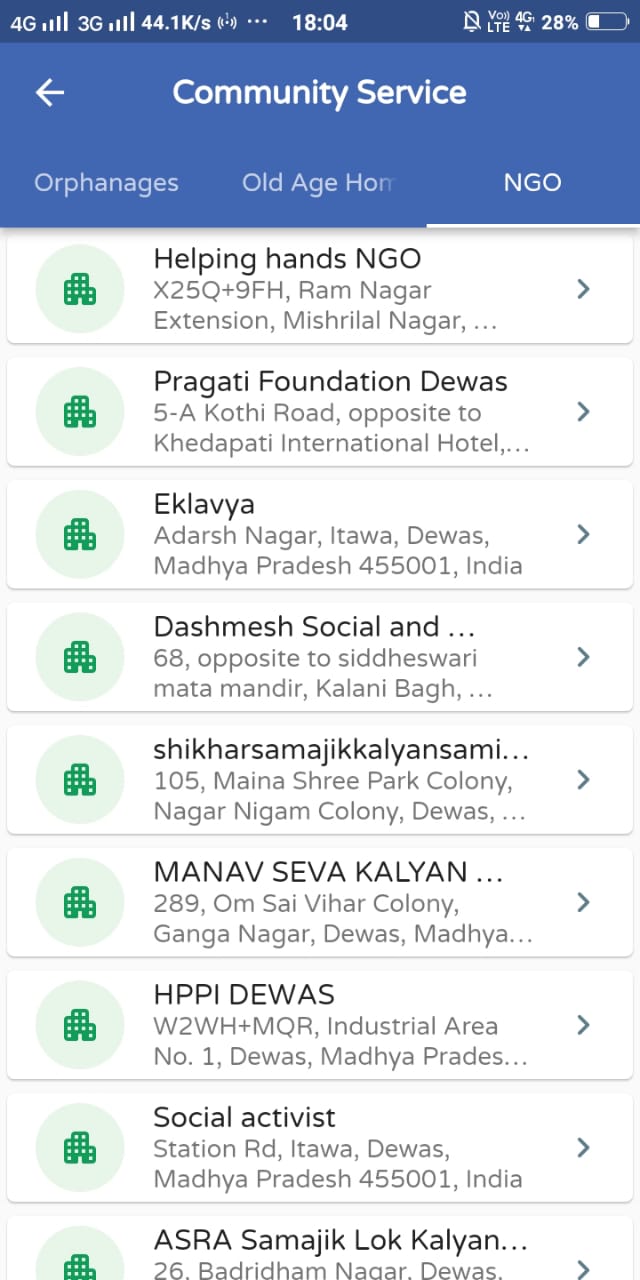 4G 3G 44.1K/s ... 18:04 Vo) LTE 4G 28%
Community Service
Orphanages Old Age Hom NGO
Helping hands NGO
X25Q+9FH, Ram Nagar
Extension, Mishrilal Nagar, ...
Pragati Foundation Dewas
5-A Kothi Road, opposite to
Khedapati International Hotel,...
Eklavya
Adarsh Nagar, Itawa, Dewas,
Madhya Pradesh 455001, India
Dashmesh Social and ...
68, opposite to siddheswari
mata mandir, Kalani Bagh, ...
shikharsamajikkalyansami...
105, Maina Shree Park Colony,
Nagar Nigam Colony, Dewas, ...
MANAV SEVA KALYAN ...
289, Om Sai Vihar Colony,
Ganga Nagar, Dewas, Madhya...
HPPI DEWAS
W2WH+MQR, Industrial Area
No. 1, Dewas, Madhya Prades...
Social activist
Station Rd, Itawa, Dewas,
Madhya Pradesh 455001, India
ASRA Samajik Lok Kalyan...
26, Badridham Nagar, Dewas,